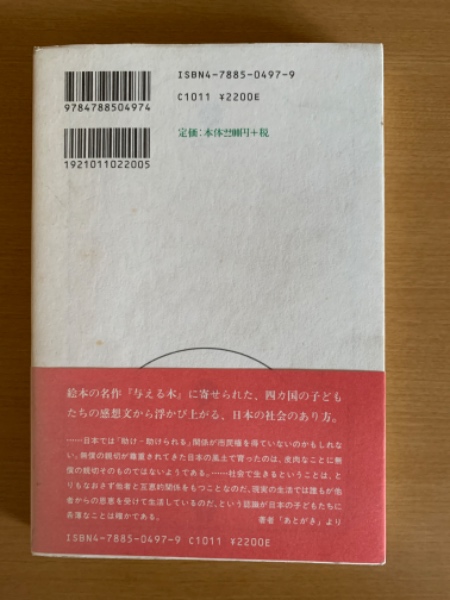 ISBN4-7885-0497-9
9784788504974
C1011 ¥2200E
1921011022005
定価：本体2200円+税
絵本の名作『与える木』に寄せられた、四カ国の子ども
たちの感想文から浮かび上がる、日本の社会のあり方。
……日本では「助け‐助けられる」関係が市民権を得ていないのかもしれな
い。無償の親切が尊重されてきた日本の風土で育ったのは、皮肉なことに無
償の親切そのものではないようである。……社会で生きるということは、と
りもなおさず他者と互恵的関係をもつことなのだ、現実の生活では誰もが他
者からの恩恵を受けて生活しているのだ、という認識が日本の子どもたちに
希薄なことは確かである。
著者「あとがき」より
ISBN4-7885-0497-9 C1011 ¥2200E